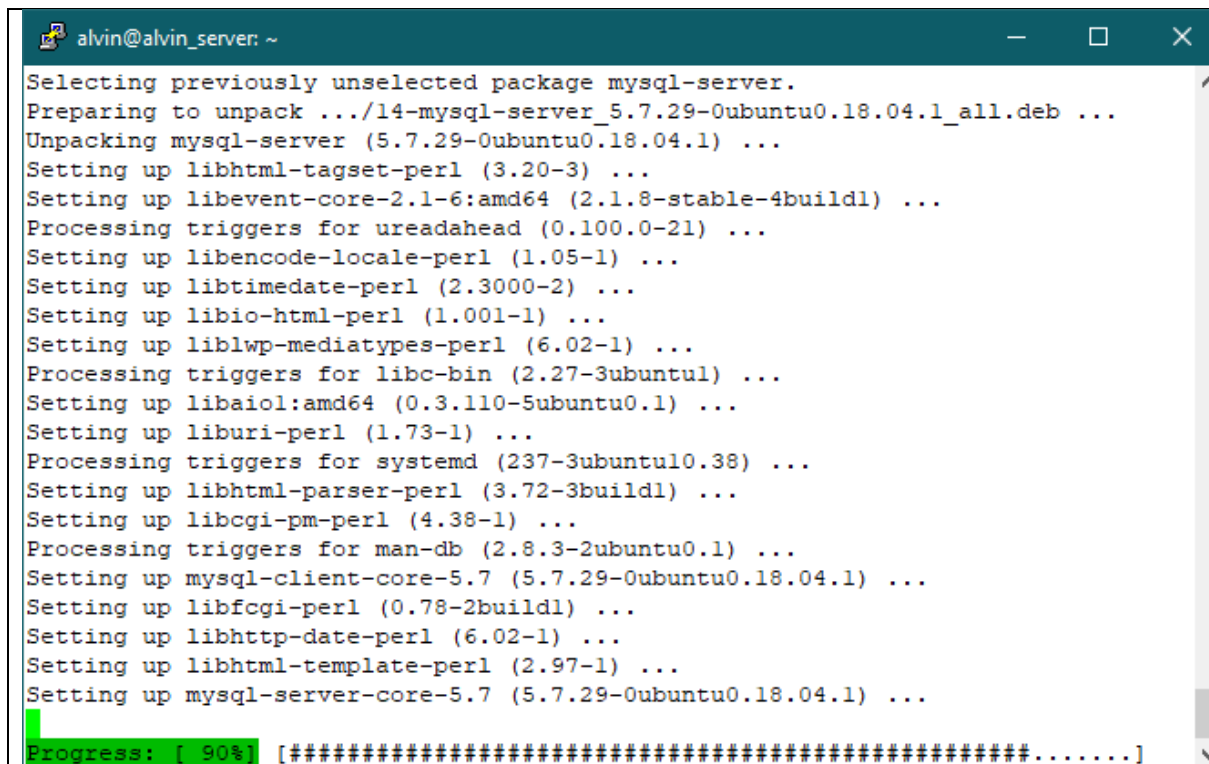 alvin@alvin_server: ~
Selecting previously unselected package mysql-server.
Preparing to unpack .../14-mysql-server_5.7.29-0ubuntu0.18.04.1_all.deb ...
Unpacking mysql-server (5.7.29-0ubuntu0.18.04.1) ...
Setting up libhtml-tagset-perl (3.20-3) ...
Setting up libevent-core-2.1-6:amd64 (2.1.8-stable-4build1) ...
Processing triggers for ureadahead (0.100.0-21) ...
Setting up libencode-locale-perl (1.05-1) ...
Setting up libtimedate-perl (2.3000-2) ...
Setting up libio-html-perl (1.001-1) ...
Setting up liblwp-mediatypes-perl (6.02-1) ...
Processing triggers for libc-bin (2.27-3ubuntu1) ...
Setting up libaio1:amd64 (0.3.110-5ubuntu0.1) ...
Setting up liburi-perl (1.73-1) ...
Processing triggers for systemd (237-3ubuntu10.38) ...
Setting up libhtml-parser-perl (3.72-3build1) ...
Setting up libcgi-pm-perl (4.38-1) ...
Processing triggers for man-db (2.8.3-2ubuntu0.1) ...
Setting up mysql-client-core-5.7 (5.7.29-0ubuntu0.18.04.1) ...
Setting up libfcgi-perl (0.78-2build1) ...
Setting up libhttp-date-perl (6.02-1) ...
Setting up libhtml-template-perl (2.97-1) ...
Setting up mysql-server-core-5.7 (5.7.29-0ubuntu0.18.04.1) ...
Progress: [ 90%] [###################################################.......]